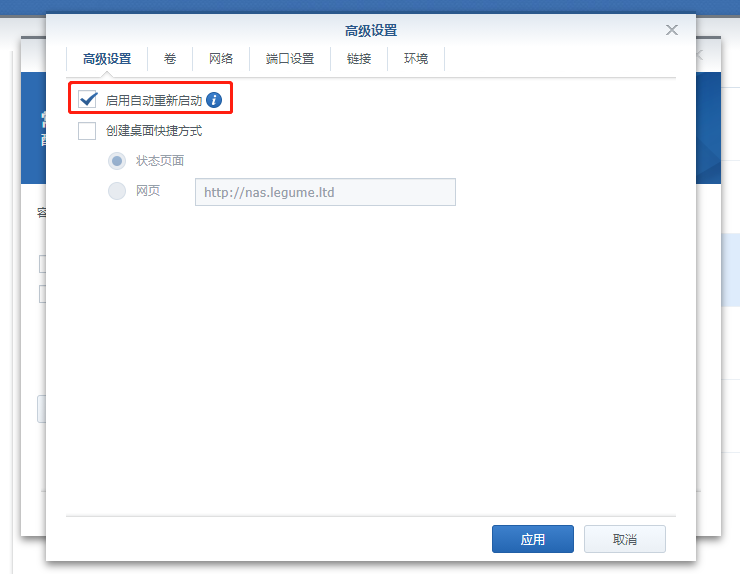 高级设置
高级设置 卷 网络 端口设置 链接 环境
启用自动重新启动
创建桌面快捷方式
状态页面
网页 http://nas.legume.ltd
容
应用 取消